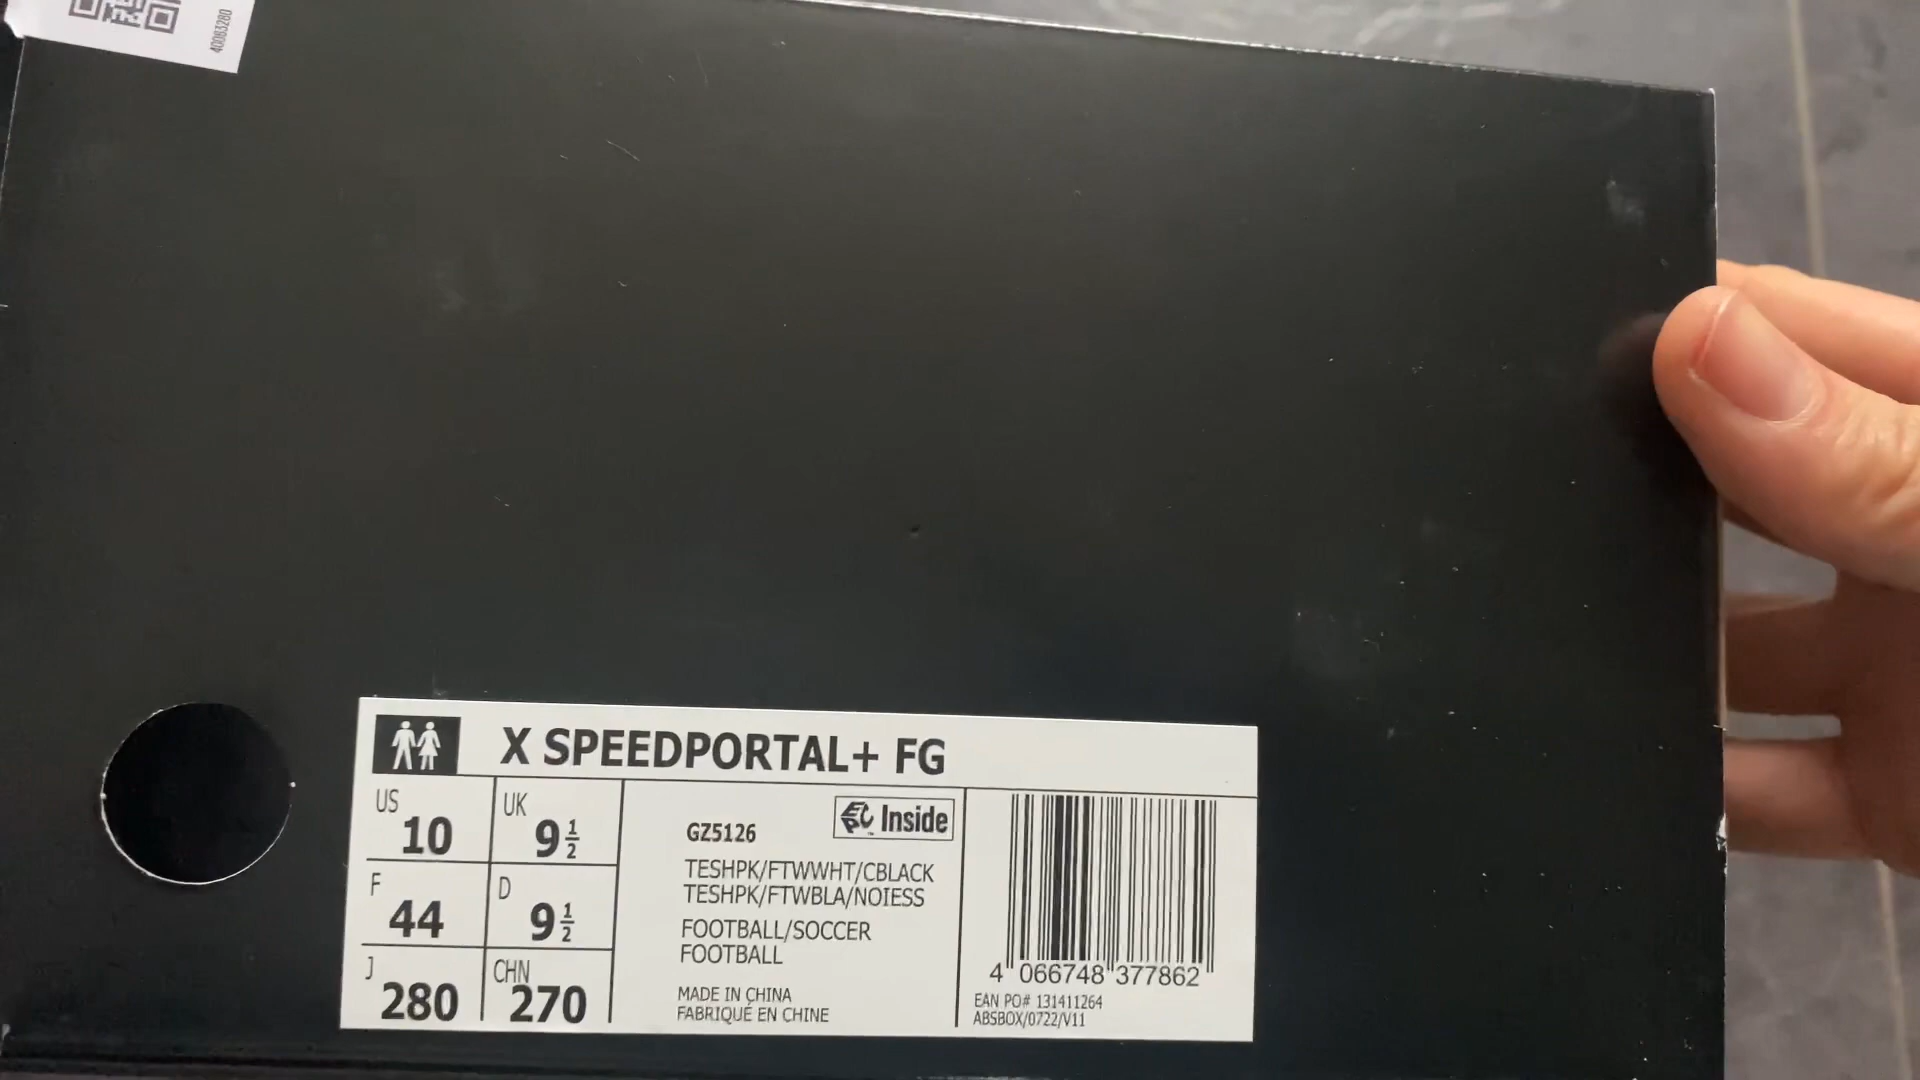 40083280
X SPEEDPORTAL+ FG
US 10
UK 9 1/2
F 44
D 9 1/2
J 280
CHN 270
GZ5126
EPC™ Inside
TESHPK/FTWWHT/CBLACK
TESHPK/FTWBLA/NOIESS
FOOTBALL/SOCCER
FOOTBALL
MADE IN CHINA
FABRIQUÉ EN CHINE
4 066748 377862
EAN PO# 131411264
ABSBOX/0722/V11